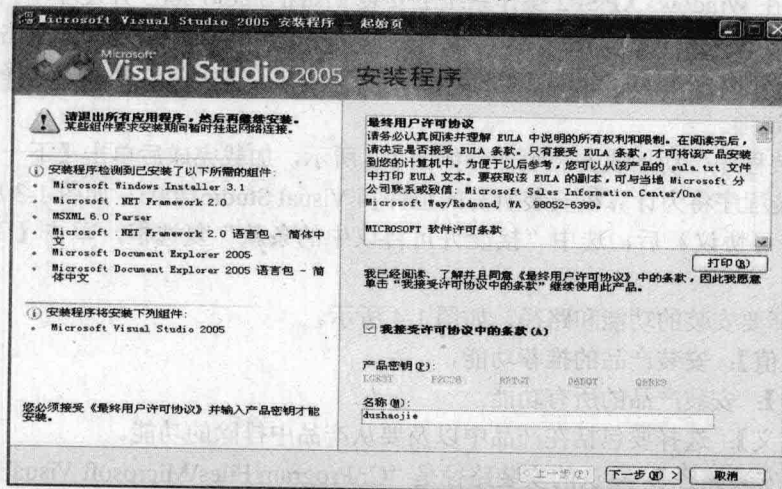 Microsoft Visual Studio 2005 安装程序 - 起始页
Microsoft
Visual Studio 2005 安装程序
请退出所有应用程序，然后再继续安装。
某些组件要求安装期间暂时挂起网络连接。
安装程序检测到已安装了以下所需的组件:
• Microsoft Windows Installer 3.1
• Microsoft .NET Framework 2.0
• MSXML 6.0 Parser
• Microsoft .NET Framework 2.0 语言包 - 简体中
文
• Microsoft Document Explorer 2005
• Microsoft Document Explorer 2005 语言包 - 简
体中文
安装程序将安装下列组件:
• Microsoft Visual Studio 2005
您必须接受《最终用户许可协议》并输入产品密钥才能
安装。
最终用户许可协议
请务必认真阅读并理解 EULA 中说明的所有权利和限制。在阅读完后，
请决定是否接受 EULA 条款。只有接受 EULA 条款，才可将该产品安装
到您的计算机中。为便于以后参考，您可以从该产品的 eula.txt 文件
中打印 EULA 文本。要获取该 EULA 的副本，可与当地 Microsoft 分
公司联系或致信: Microsoft Sales Information Center/One
Microsoft Way/Redmond, WA 98052-6399。
MICROSOFT 软件许可条款
打印(R)
我已经阅读、了解并且同意《最终用户许可协议》中的条款，因此我愿意
单击“我接受许可协议中的条款”继续使用此产品。
我接受许可协议中的条款(A)
产品密钥(P):
名称(M):
dushaojie
<上一步(P) 下一步(N)> 取消